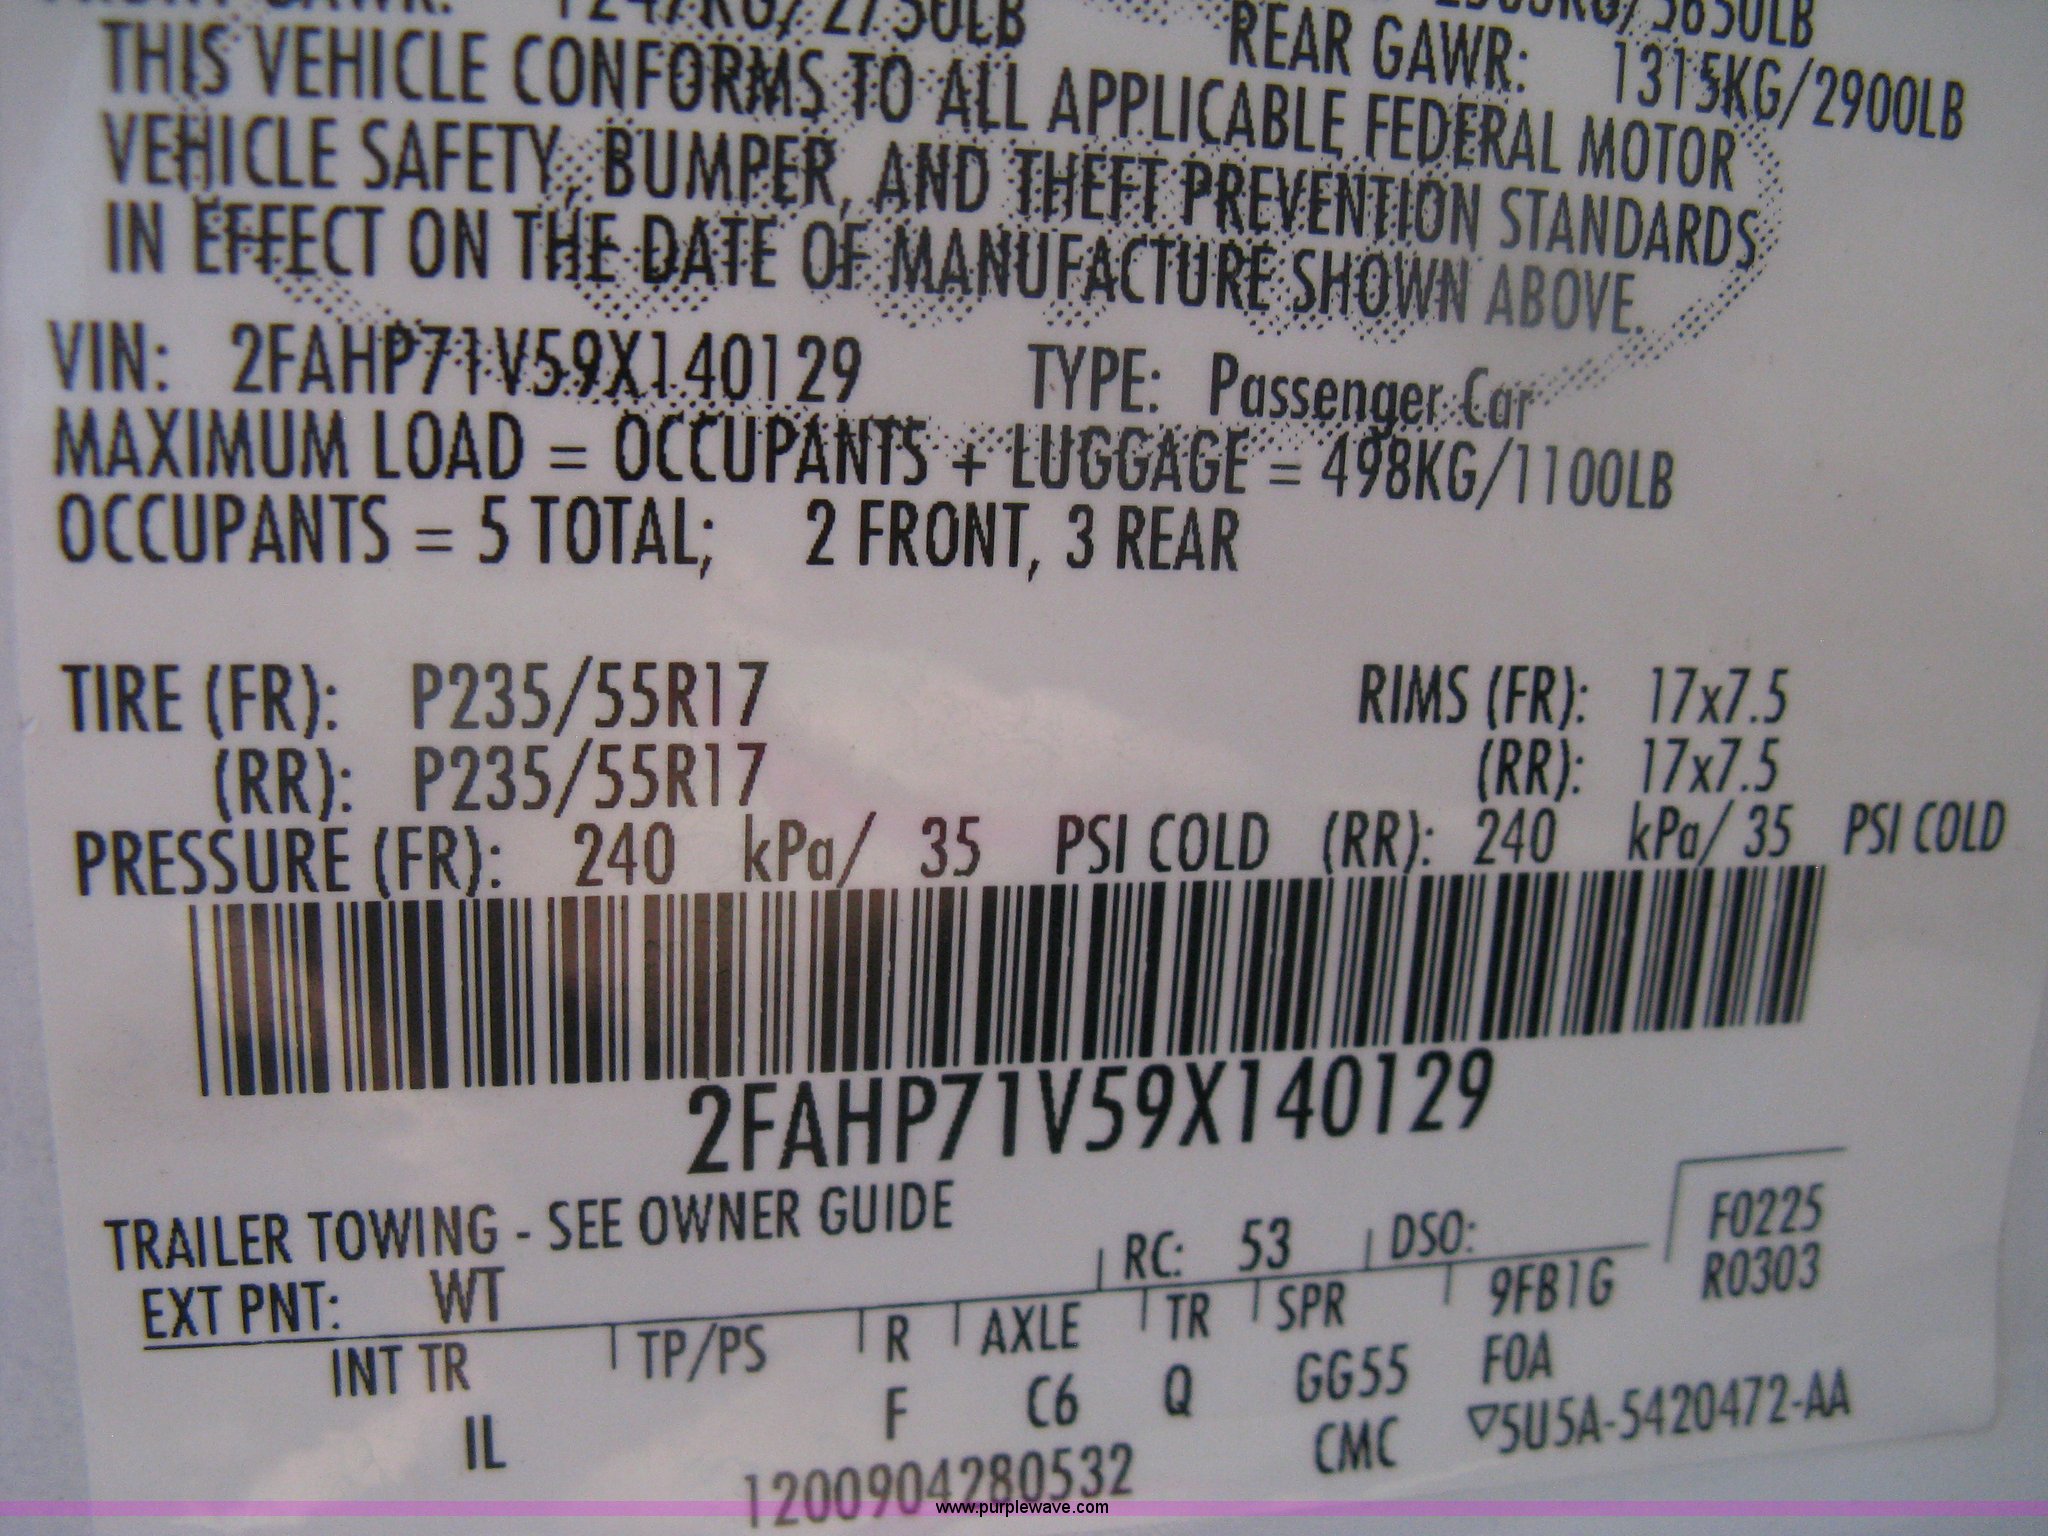 FRONT GAWR: 1247KG/2750LB
REAR GAWR: 1315KG/2900LB
THIS VEHICLE CONFORMS TO ALL APPLICABLE FEDERAL MOTOR
VEHICLE SAFETY, BUMPER, AND THEFT PREVENTION STANDARDS
IN EFFECT ON THE DATE OF MANUFACTURE SHOWN ABOVE.
VIN: 2FAHP71V59X140129 TYPE: Passenger Car
MAXIMUM LOAD = OCCUPANTS + LUGGAGE = 498KG/1100LB
OCCUPANTS = 5 TOTAL; 2 FRONT, 3 REAR
TIRE (FR): P235/55R17 RIMS (FR): 17x7.5
(RR): P235/55R17 (RR): 17x7.5
PRESSURE (FR): 240 kPa/ 35 PSI COLD (RR): 240 kPa/ 35 PSI COLD
2FAHP71V59X140129
TRAILER TOWING - SEE OWNER GUIDE
EXT PNT: WT RC: 53 DSO: F0225
R0303
INT TR TP/PS R AXLE TR SPR 9FB1G
IL F C6 Q GG55 FOA
CMC ▽5U5A-5420472-AA
1200904280532
www.purplewave.com